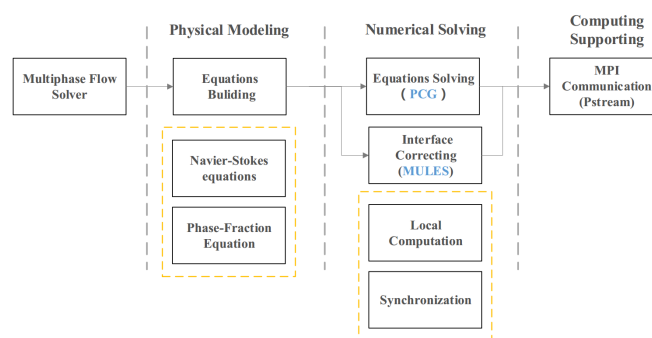 Physical Modeling
Numerical Solving
Computing
Supporting
Multiphase Flow
Solver
Equations
Buliding
Equations Solving
( PCG )
MPI
Communication
(Pstream)
Interface
Correcting
(MULES)
Navier-Stokes
equations
Phase-Fraction
Equation
Local
Computation
Synchronization